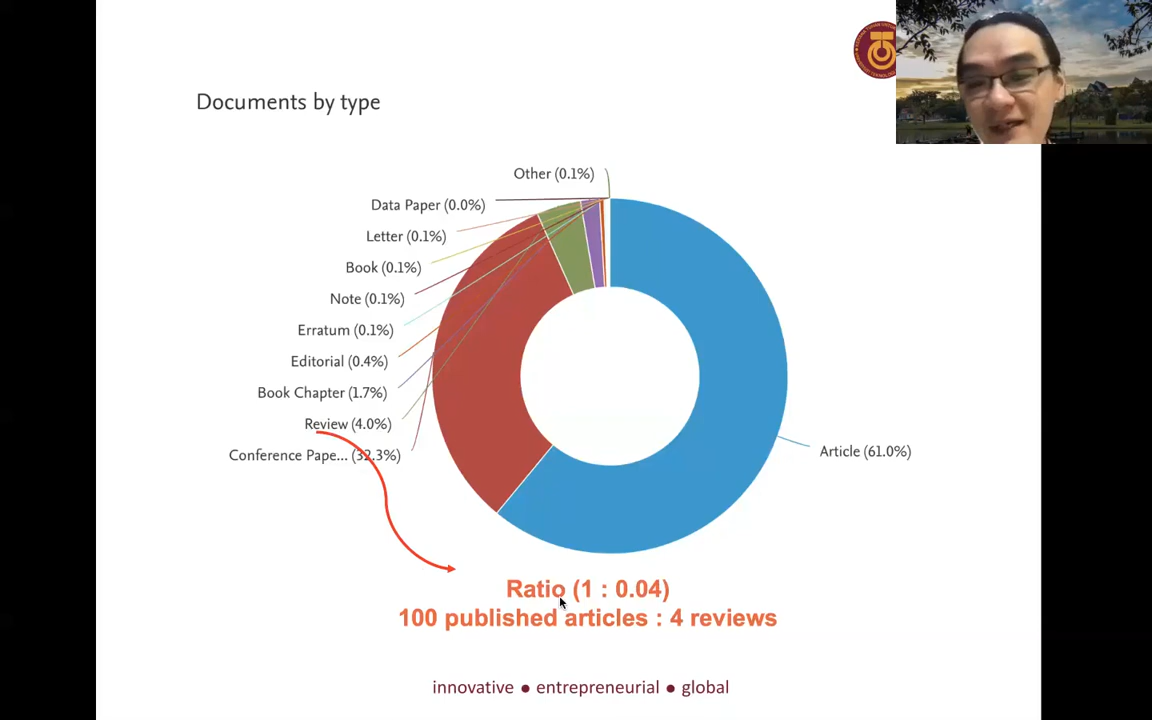 Documents by type
Other (0.1%)
Data Paper (0.0%)
Letter (0.1%)
Book (0.1%)
Note (0.1%)
Erratum (0.1%)
Editorial (0.4%)
Book Chapter (1.7%)
Review (4.0%)
Conference Pape... (32.3%)
Article (61.0%)
Ratio (1 : 0.04)
100 published articles : 4 reviews
innovative ● entrepreneurial ● global